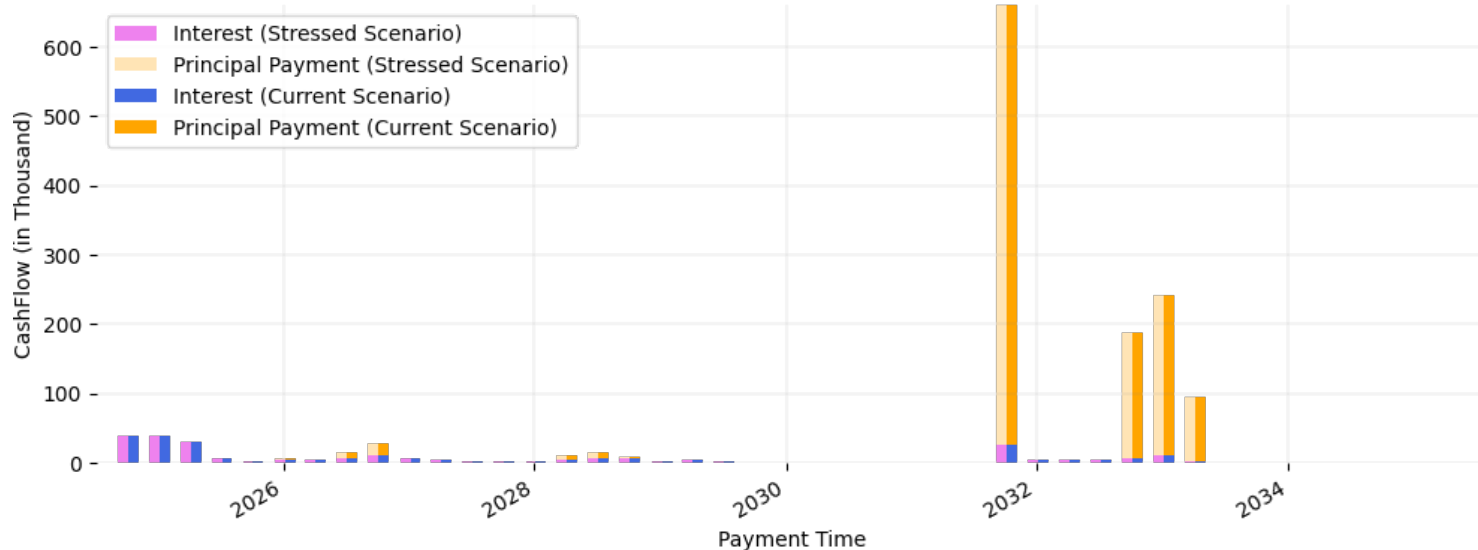 Interest (Stressed Scenario)
Principal Payment (Stressed Scenario)
Interest (Current Scenario)
Principal Payment (Current Scenario)
CashFlow (in Thousand)
600
500
400
300
200
100
0
2026
2028
2030
2032
2034
Payment Time